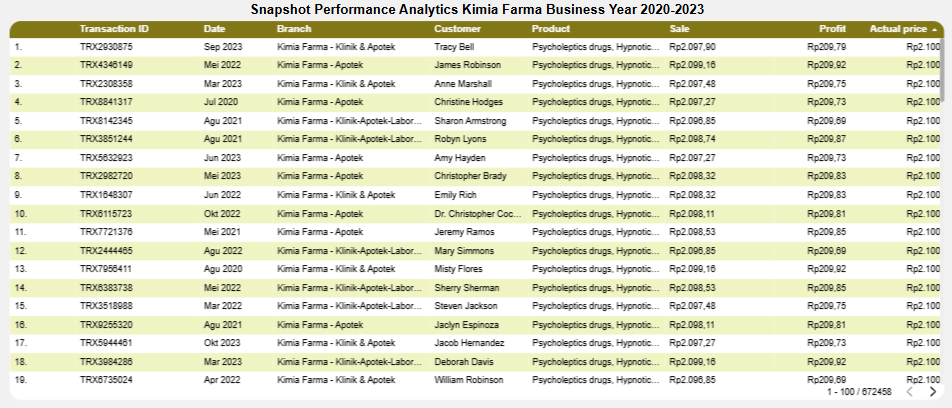 Snapshot Performance Analytics Kimia Farma Business Year 2020-2023
Transaction ID Date Branch Customer Product Sale Profit Actual price
1. TRX2930875 Sep 2023 Kimia Farma - Klinik & Apotek Tracy Bell Psycholeptics drugs, Hypnotic... Rp2.097,90 Rp209,79 Rp2.100
2. TRX4346149 Mei 2022 Kimia Farma - Apotek James Robinson Psycholeptics drugs, Hypnotic... Rp2.099,16 Rp209,92 Rp2.100
3. TRX2308358 Mar 2023 Kimia Farma - Klinik & Apotek Anne Marshall Psycholeptics drugs, Hypnotic... Rp2.097,48 Rp209,75 Rp2.100
4. TRX8841317 Jul 2020 Kimia Farma - Apotek Christine Hodges Psycholeptics drugs, Hypnotic... Rp2.097,27 Rp209,73 Rp2.100
5. TRX8142345 Agu 2021 Kimia Farma - Klinik-Apotek-Labor... Sharon Armstrong Psycholeptics drugs, Hypnotic... Rp2.096,85 Rp209,69 Rp2.100
6. TRX3851244 Agu 2021 Kimia Farma - Klinik-Apotek-Labor... Robyn Lyons Psycholeptics drugs, Hypnotic... Rp2.098,74 Rp209,87 Rp2.100
7. TRX5632923 Jun 2023 Kimia Farma - Apotek Amy Hayden Psycholeptics drugs, Hypnotic... Rp2.097,27 Rp209,73 Rp2.100
8. TRX2982720 Mei 2023 Kimia Farma - Apotek Christopher Brady Psycholeptics drugs, Hypnotic... Rp2.098,32 Rp209,83 Rp2.100
9. TRX1648307 Jun 2022 Kimia Farma - Klinik & Apotek Emily Rich Psycholeptics drugs, Hypnotic... Rp2.098,32 Rp209,83 Rp2.100
10. TRX6115723 Okt 2022 Kimia Farma - Apotek Dr. Christopher Coc... Psycholeptics drugs, Hypnotic... Rp2.098,11 Rp209,81 Rp2.100
11. TRX7721376 Mei 2021 Kimia Farma - Apotek Jeremy Ramos Psycholeptics drugs, Hypnotic... Rp2.098,53 Rp209,85 Rp2.100
12. TRX2444465 Agu 2022 Kimia Farma - Klinik-Apotek-Labor... Mary Simmons Psycholeptics drugs, Hypnotic... Rp2.096,85 Rp209,69 Rp2.100
13. TRX7956411 Agu 2020 Kimia Farma - Klinik & Apotek Misty Flores Psycholeptics drugs, Hypnotic... Rp2.099,16 Rp209,92 Rp2.100
14. TRX6383738 Mei 2022 Kimia Farma - Klinik-Apotek-Labor... Sherry Sherman Psycholeptics drugs, Hypnotic... Rp2.098,53 Rp209,85 Rp2.100
15. TRX3518988 Mar 2022 Kimia Farma - Klinik-Apotek-Labor... Steven Jackson Psycholeptics drugs, Hypnotic... Rp2.097,48 Rp209,75 Rp2.100
16. TRX9255320 Agu 2021 Kimia Farma - Apotek Jaclyn Espinoza Psycholeptics drugs, Hypnotic... Rp2.098,11 Rp209,81 Rp2.100
17. TRX5944461 Okt 2023 Kimia Farma - Klinik & Apotek Jacob Hernandez Psycholeptics drugs, Hypnotic... Rp2.097,27 Rp209,73 Rp2.100
18. TRX3984286 Mar 2023 Kimia Farma - Klinik-Apotek-Labor... Deborah Davis Psycholeptics drugs, Hypnotic... Rp2.099,16 Rp209,92 Rp2.100
19. TRX6735024 Apr 2022 Kimia Farma - Klinik & Apotek William Robinson Psycholeptics drugs, Hypnotic... Rp2.096,85 Rp209,69 Rp2.100
1 - 100 / 672458